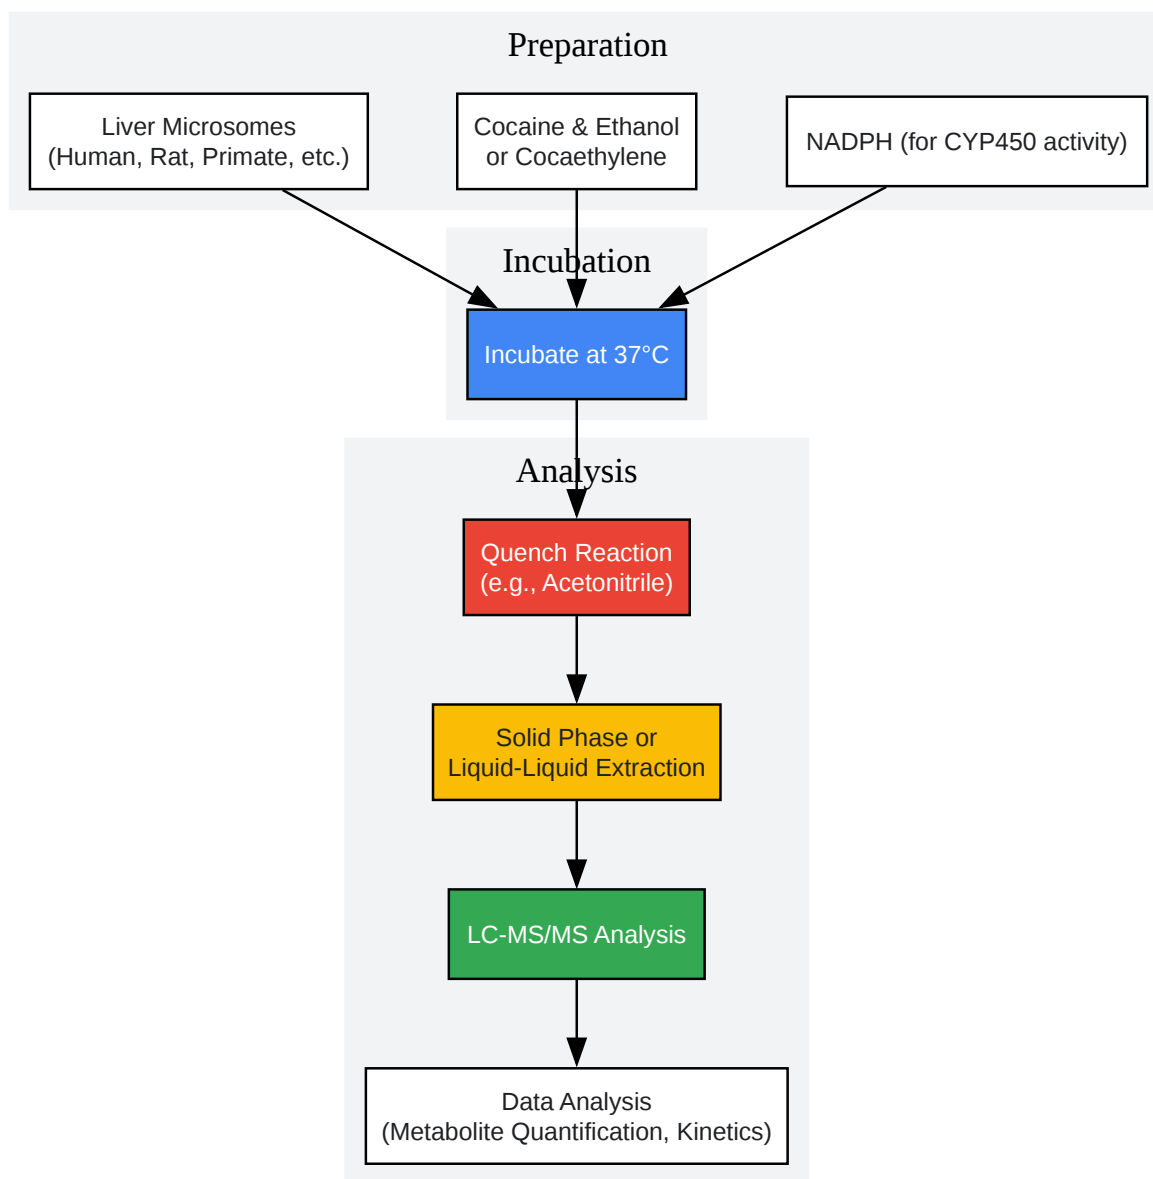 Preparation
Liver Microsomes
(Human, Rat, Primate, etc.)
Cocaine & Ethanol
or Cocaethylene
NADPH (for CYP450 activity)
Incubation
Incubate at 37°C
Analysis
Quench Reaction
(e.g., Acetonitrile)
Solid Phase or
Liquid-Liquid Extraction
LC-MS/MS Analysis
Data Analysis
(Metabolite Quantification, Kinetics)